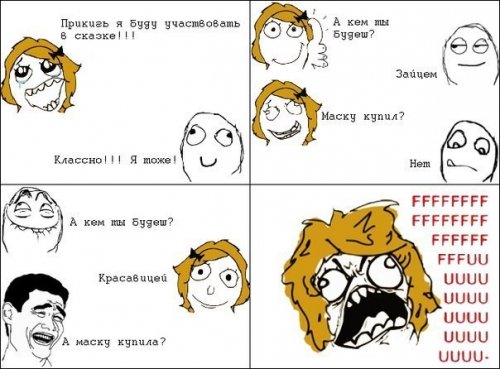 Прикигь я буду участвовать
в сказке!!!
Классно!!! Я тоже!
А кем ты
будеш?
Зайцем
Маску купил?
Нет
А кем ты будеш?
Красавицей
А маску купила?
FFFFFFFF
FFFFFFFF
FFFFFF
FFFUU
UUUU
UUUU
UUUU
UUUU
UUUU-